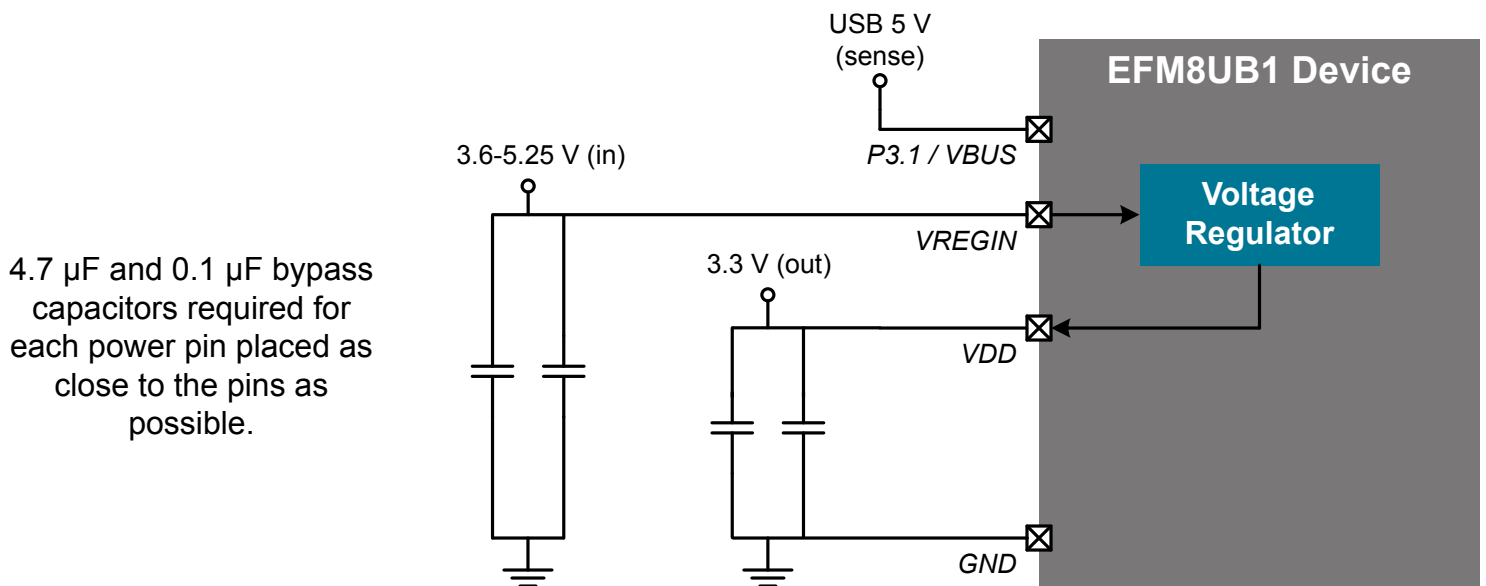 USB 5 V
(sense)
EFM8UB1 Device
P3.1 / VBUS
3.6-5.25 V (in)
Voltage
Regulator
VREGIN
3.3 V (out)
4.7 µF and 0.1 µF bypass
capacitors required for
each power pin placed as
close to the pins as
possible.
VDD
GND